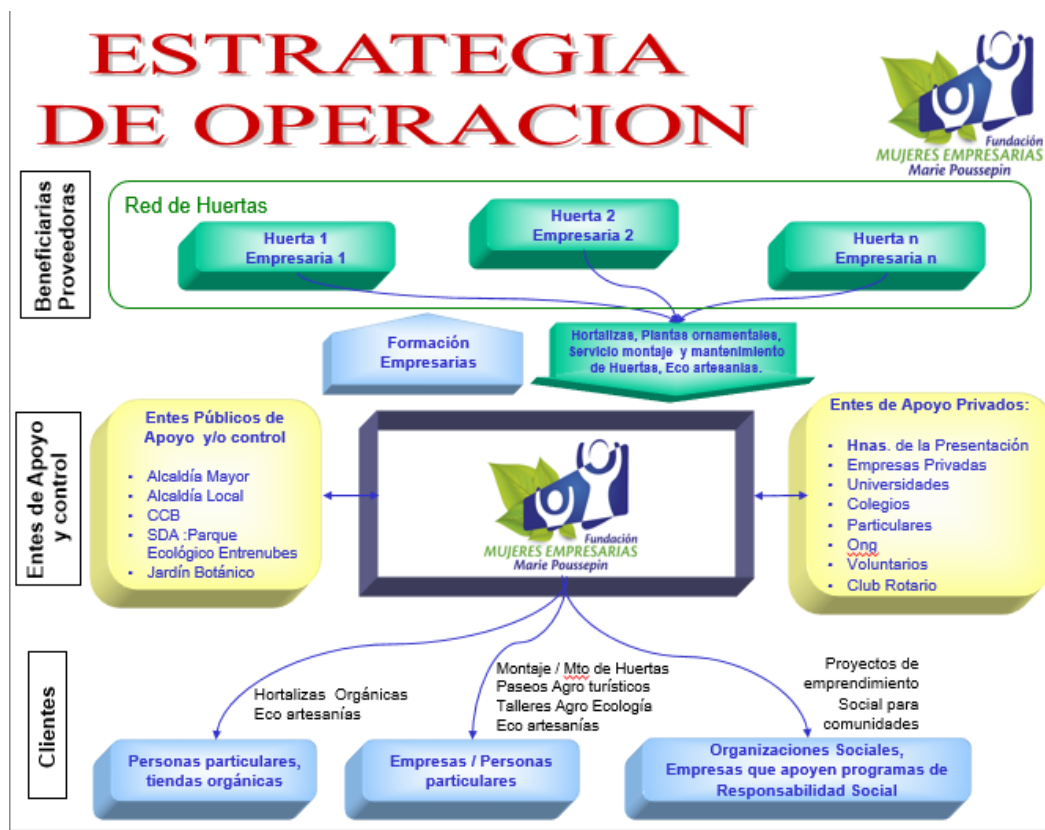 ESTRATEGIA
DE OPERACION
Fundación
MUJERES EMPRESARIAS
Marie Poussepin
Beneficiarias
Proveedoras
Red de Huertas
Huerta 1
Empresaria 1
Huerta 2
Empresaria 2
Huerta n
Empresaria n
Formación
Empresarias
Hortalizas, Plantas ornamentales,
Servicio montaje y mantenimiento
de Huertas, Eco artesanías.
Entes de Apoyo
y control
Entes Públicos de
Apoyo y/o control
▪ Alcaldía Mayor
▪ Alcaldía Local
▪ CCB
▪ SDA :Parque
Ecológico Entrenubes
▪ Jardín Botánico
Fundación
MUJERES EMPRESARIAS
Marie Poussepin
Entes de Apoyo Privados:
▪ Hnas. de la Presentación
▪ Empresas Privadas
▪ Universidades
▪ Colegios
▪ Particulares
▪ Ong
▪ Voluntarios
▪ Club Rotario
Clientes
Hortalizas Orgánicas
Eco artesanías
Montaje / Mto de Huertas
Paseos Agro turísticos
Talleres Agro Ecología
Eco artesanías
Proyectos de
emprendimiento
Social para
comunidades
Personas particulares,
tiendas orgánicas
Empresas / Personas
particulares
Organizaciones Sociales,
Empresas que apoyen programas de
Responsabilidad Social